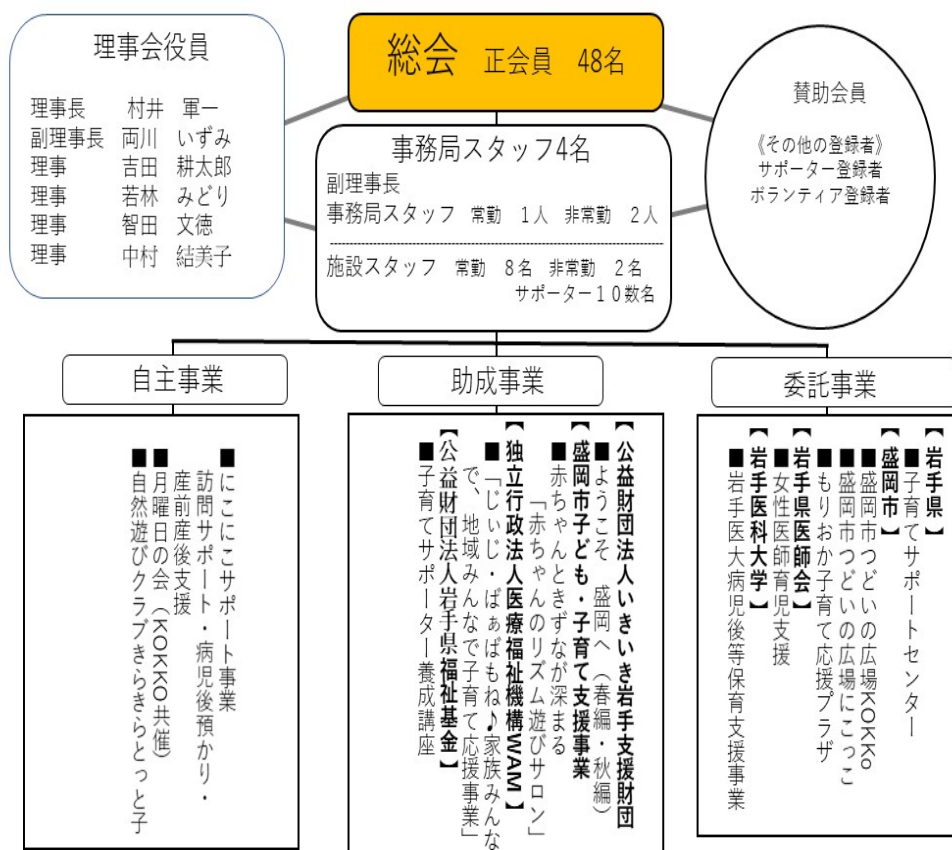 理事会役員
理事長 村井 軍一
副理事長 両川 いずみ
理事 吉田 耕太郎
理事 若林 みどり
理事 智田 文徳
理事 中村 結美子
総会 正会員 48名
事務局スタッフ4名
副理事長
事務局スタッフ 常勤 1人 非常勤 2人
施設スタッフ 常勤 8名 非常勤 2名
サポーター10数名
賛助会員
《その他の登録者》
サポーター登録者
ボランティア登録者
自主事業
■にこにこサポート事業
訪問サポート・病児後預かり・
産前産後支援
■月曜日の会（KOKKO共催）
■自然遊びクラブきらきらとっと子
助成事業
【公益財団法人いきいき岩手支援財団
■ようこそ 盛岡へ（春編・秋編）
【盛岡市子ども・子育て支援事業
■赤ちゃんときずなが深まる
「赤ちゃんのリズム遊びサロン」
【独立行政法人医療福祉機構WAM】
■「じぃじ・ばぁばもね♪家族みんな
で、地域みんなで子育て応援事業」
【公益財団法人岩手県福祉基金】
■子育てサポーター養成講座
委託事業
【岩手県】
■子育てサポートセンター
【盛岡市】
■盛岡市つどいの広場KOKKO
■盛岡市つどいの広場にこっこ
■もりおか子育て応援プラザ
【岩手県医師会】
■女性医師育児支援
【岩手医科大学】
■岩手医大病児後等保育支援事業